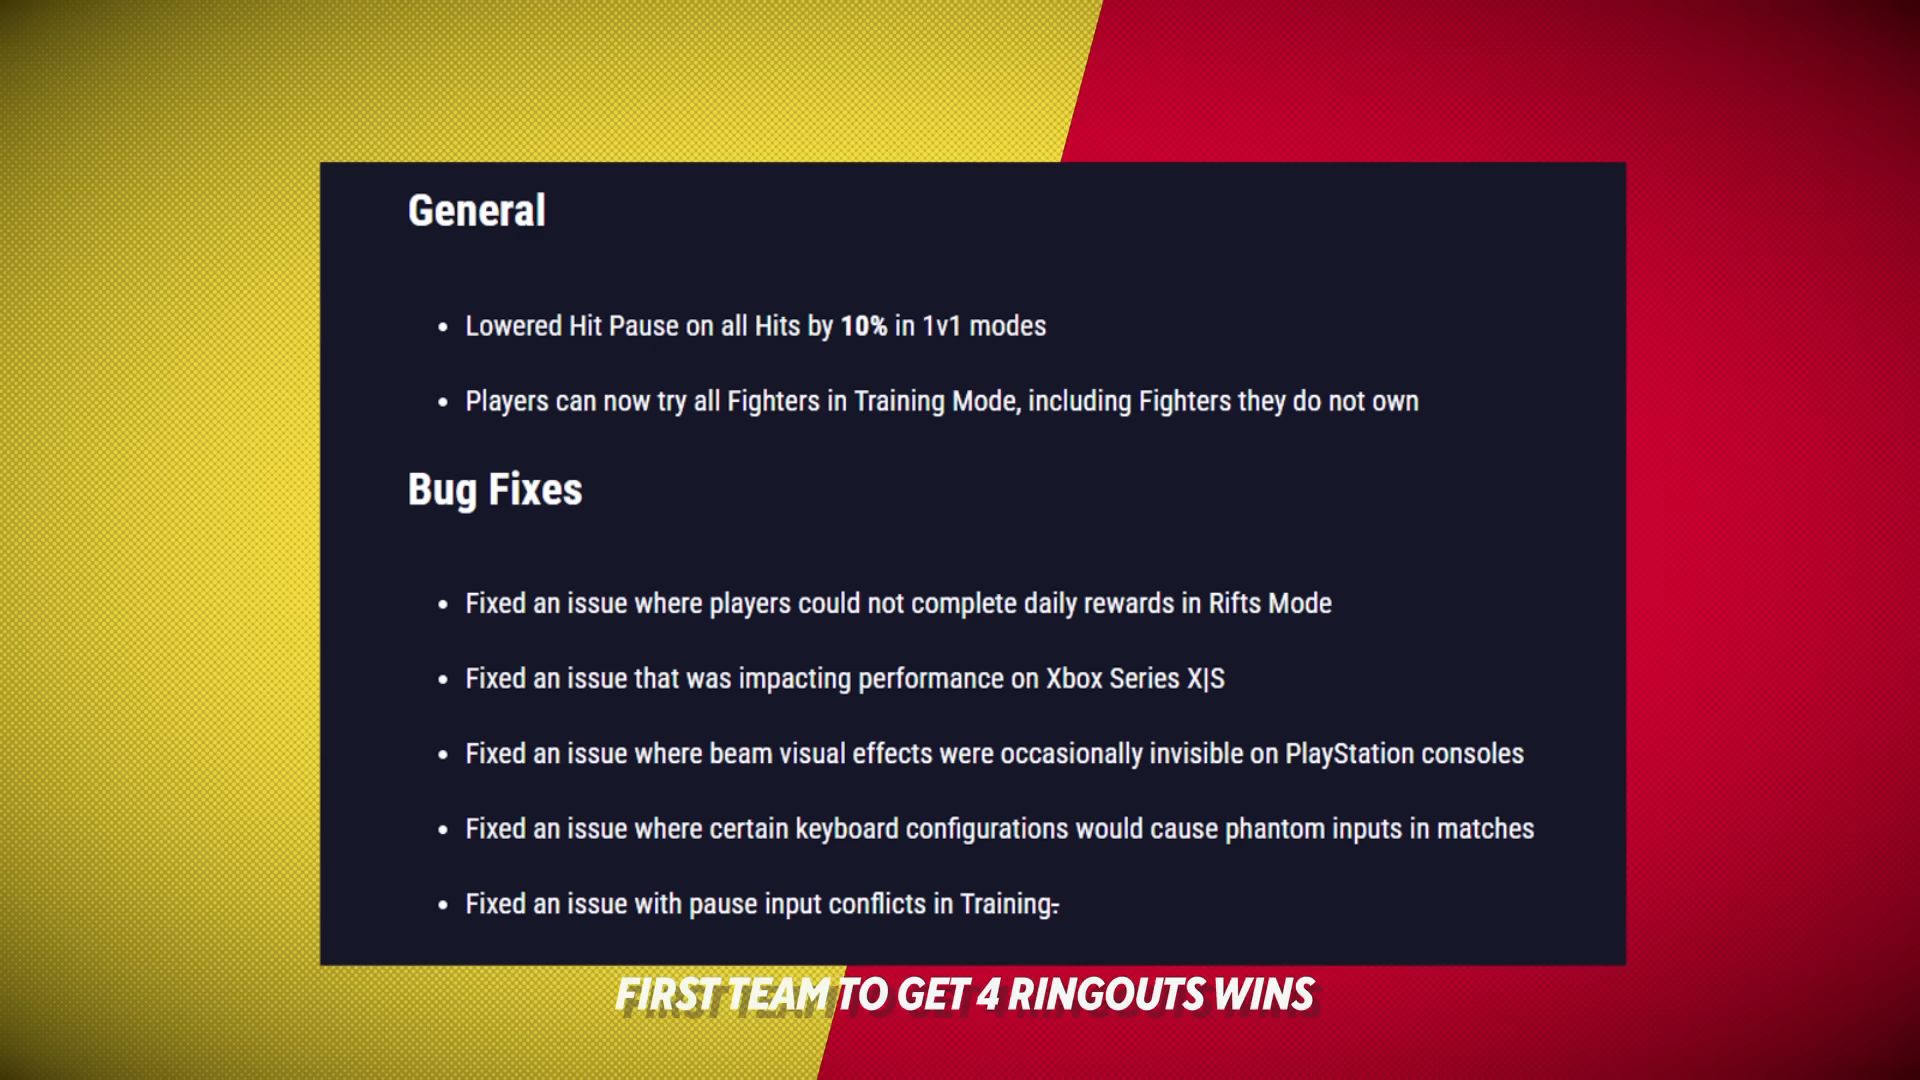 General
• Lowered Hit Pause on all Hits by 10% in 1v1 modes
• Players can now try all Fighters in Training Mode, including Fighters they do not own
Bug Fixes
• Fixed an issue where players could not complete daily rewards in Rifts Mode
• Fixed an issue that was impacting performance on Xbox Series X|S
• Fixed an issue where beam visual effects were occasionally invisible on PlayStation consoles
• Fixed an issue where certain keyboard configurations would cause phantom inputs in matches
• Fixed an issue with pause input conflicts in Training.
FIRST TEAM TO GET 4 RINGOUTS WINS